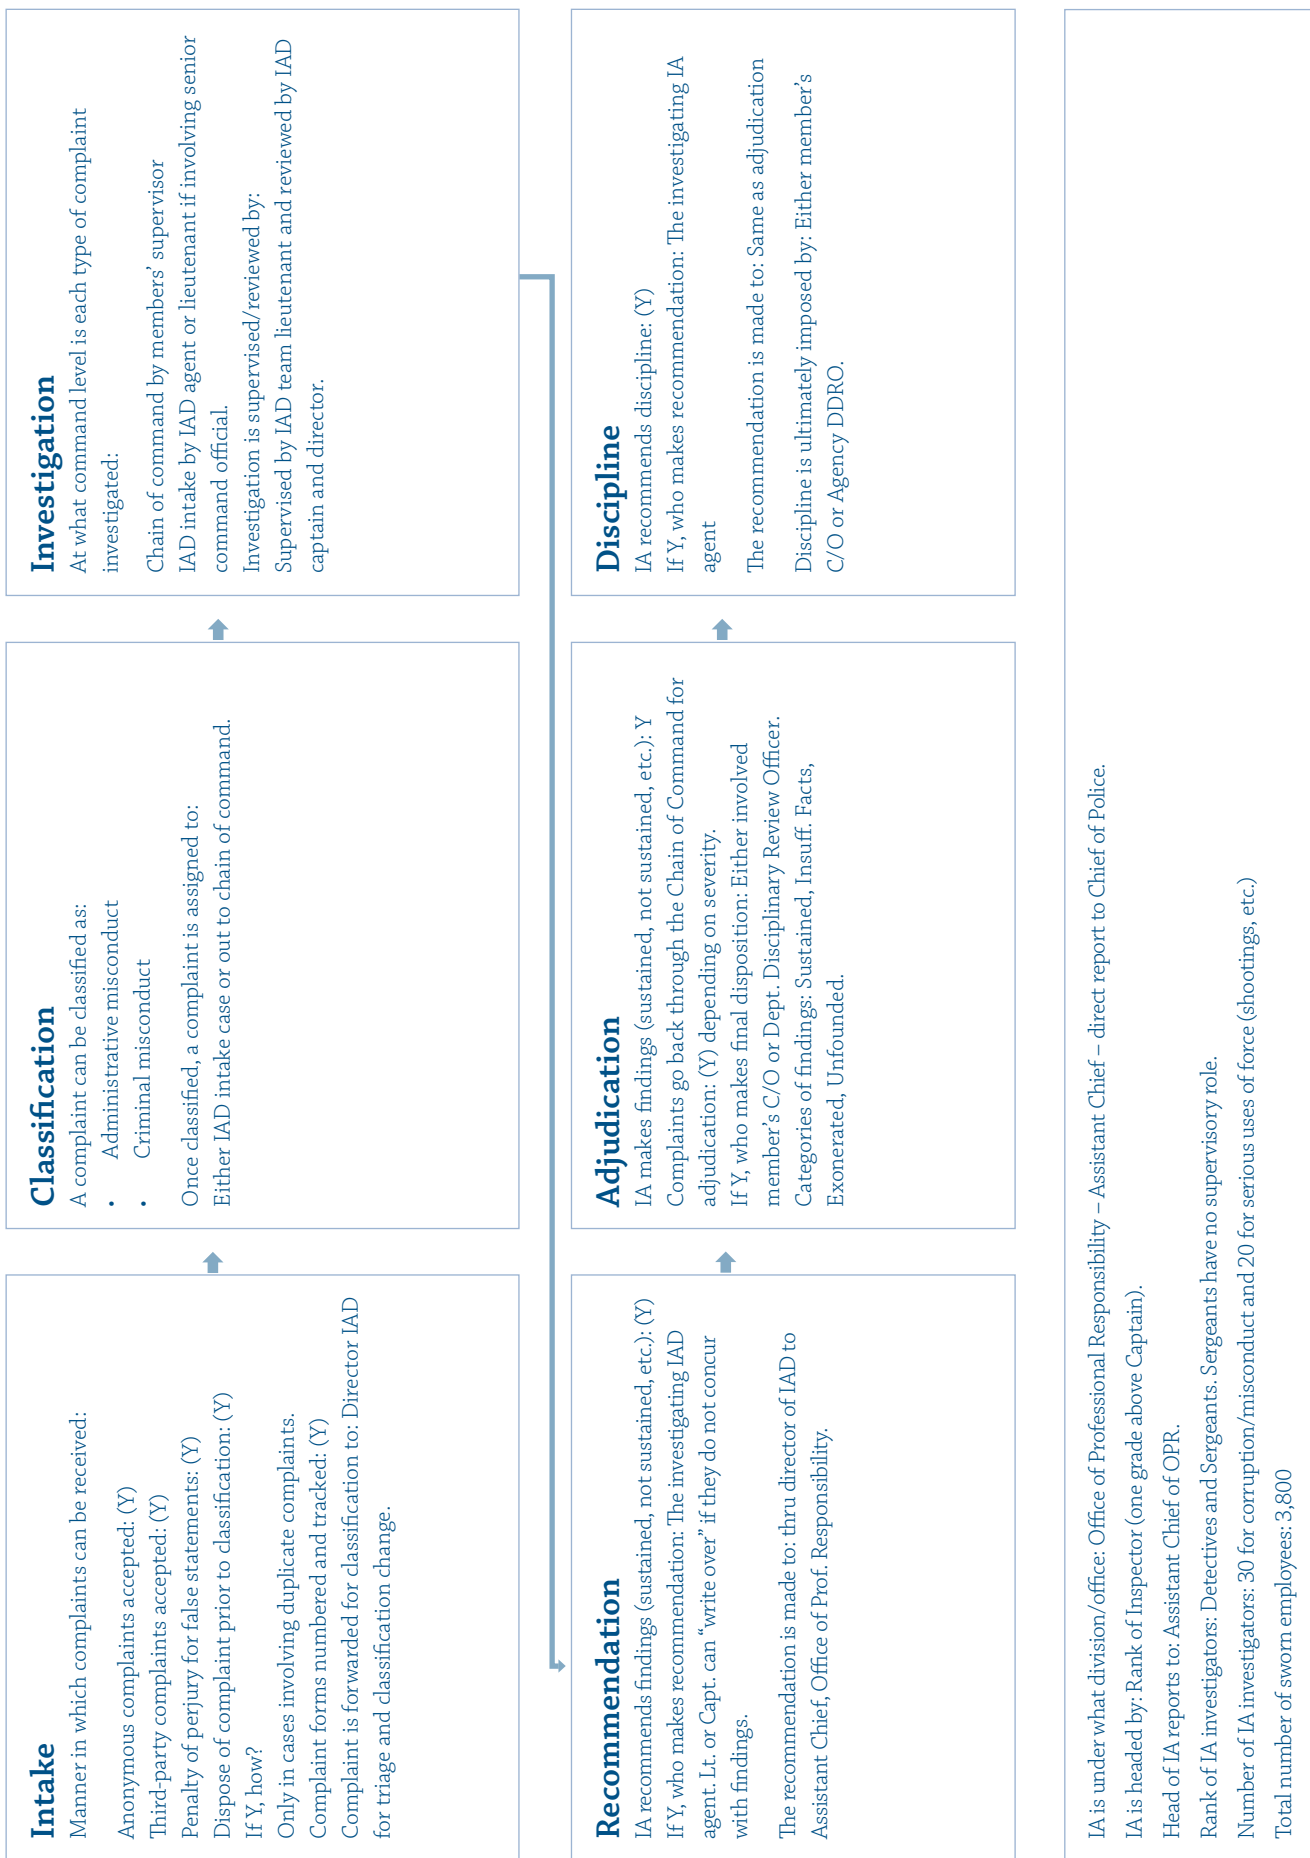 Intake
Manner in which complaints can be received:
Anonymous complaints accepted: (Y)
Third-party complaints accepted: (Y)
Penalty of perjury for false statements: (Y)
Dispose of complaint prior to classification: (Y)
If Y, how?
Only in cases involving duplicate complaints.
Complaint forms numbered and tracked: (Y)
Complaint is forwarded for classification to: Director IAD
for triage and classification change.
Classification
A complaint can be classified as:
• Administrative misconduct
• Criminal misconduct
Once classified, a complaint is assigned to:
Either IAD intake case or out to chain of command.
Investigation
At what command level is each type of complaint
investigated:
Chain of command by members’ supervisor
IAD intake by IAD agent or lieutenant if involving senior
command official.
Investigation is supervised/reviewed by:
Supervised by IAD team lieutenant and reviewed by IAD
captain and director.
Recommendation
IA recommends findings (sustained, not sustained, etc.): (Y)
If Y, who makes recommendation: The investigating IAD
agent. Lt. or Capt. can “write over” if they do not concur
with findings.
The recommendation is made to: thru director of IAD to
Assistant Chief, Office of Prof. Responsibility.
Adjudication
IA makes findings (sustained, not sustained, etc.): Y
Complaints go back through the Chain of Command for
adjudication: (Y) depending on severity.
If Y, who makes final disposition: Either involved
member’s C/O or Dept. Disciplinary Review Officer.
Categories of findings: Sustained, Insuff. Facts,
Exonerated, Unfounded.
Discipline
IA recommends discipline: (Y)
If Y, who makes recommendation: The investigating IA
agent
The recommendation is made to: Same as adjudication
Discipline is ultimately imposed by: Either member’s
C/O or Agency DDRO.
IA is under what division/office: Office of Professional Responsibility – Assistant Chief – direct report to Chief of Police.
IA is headed by: Rank of Inspector (one grade above Captain).
Head of IA reports to: Assistant Chief of OPR.
Rank of IA investigators: Detectives and Sergeants. Sergeants have no supervisory role.
Number of IA investigators: 30 for corruption/misconduct and 20 for serious uses of force (shootings, etc.)
Total number of sworn employees: 3,800